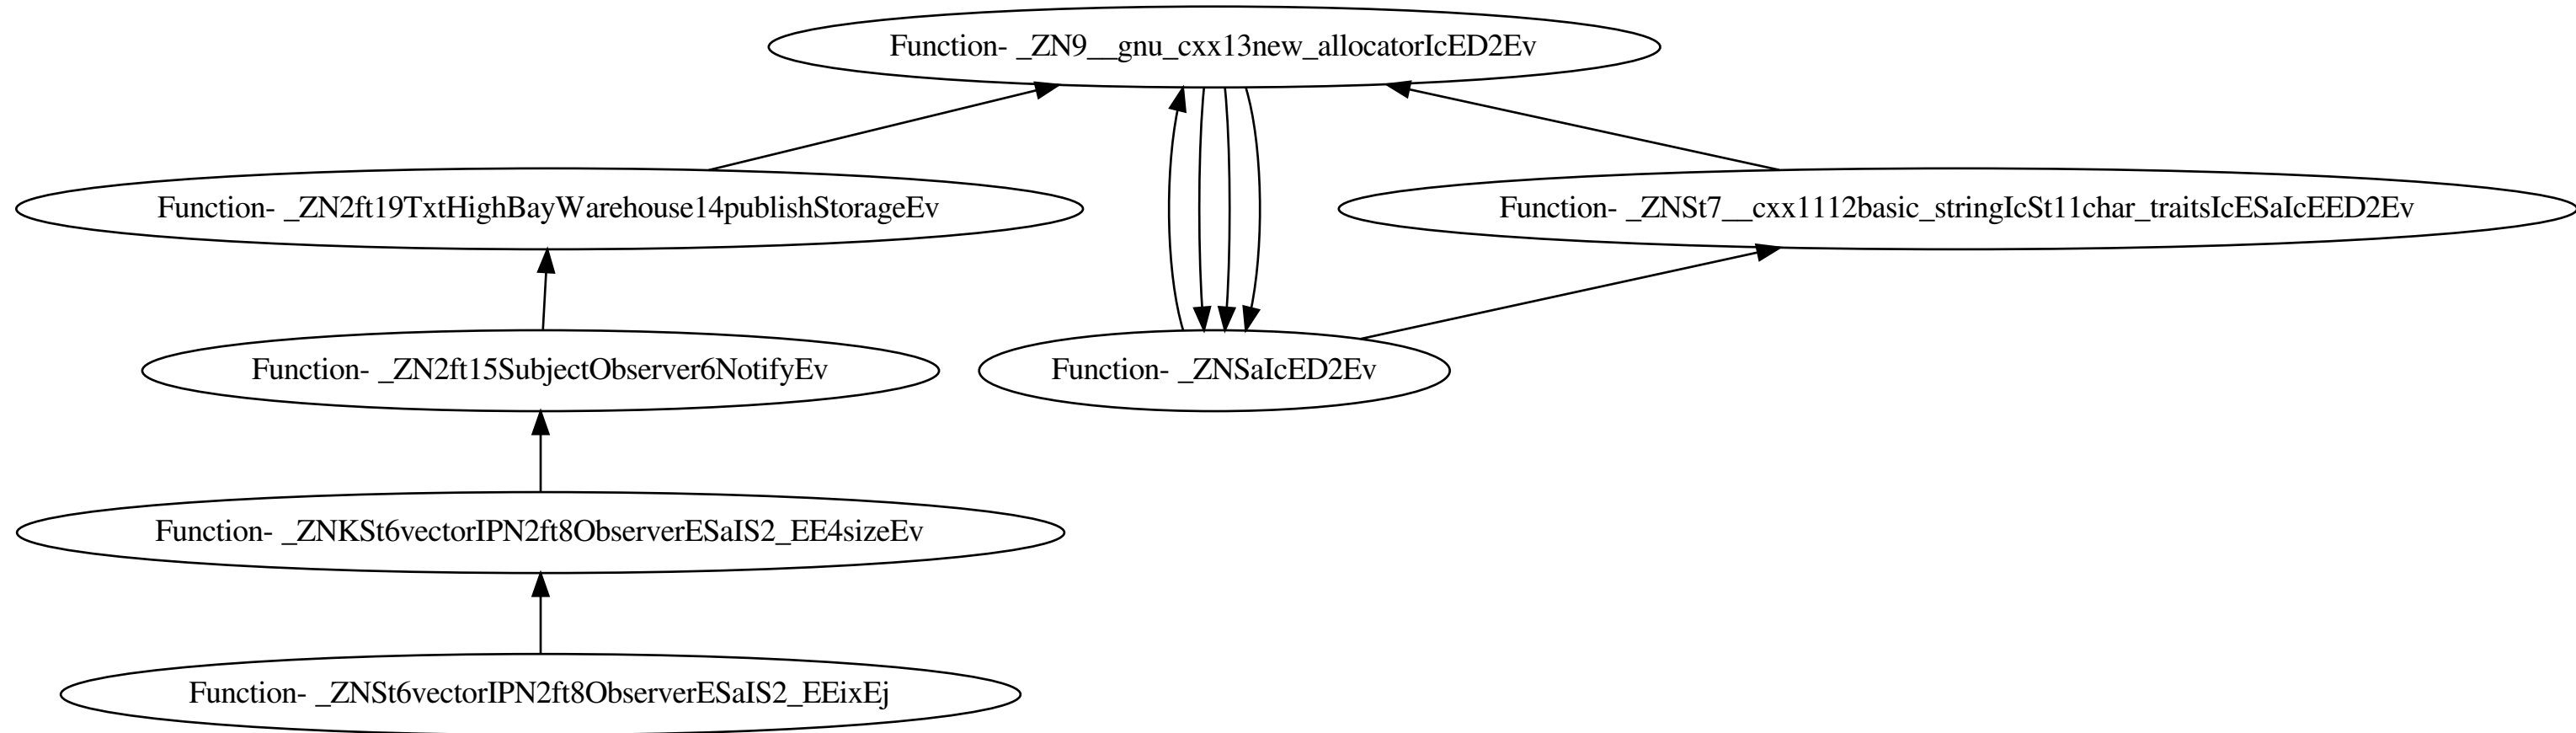 Function- _ZN9__gnu_cxx13new_allocatorIcED2Ev
Function- _ZN2ft19TxtHighBayWarehouse14publishStorageEv
Function- _ZNSt7__cxx1112basic_stringIcSt11char_traitsIcESaIcEED2Ev
Function- _ZN2ft15SubjectObserver6NotifyEv
Function- _ZNSaIcED2Ev
Function- _ZNKSt6vectorIPN2ft8ObserverESaIS2_EE4sizeEv
Function- _ZNSt6vectorIPN2ft8ObserverESaIS2_EEixEj